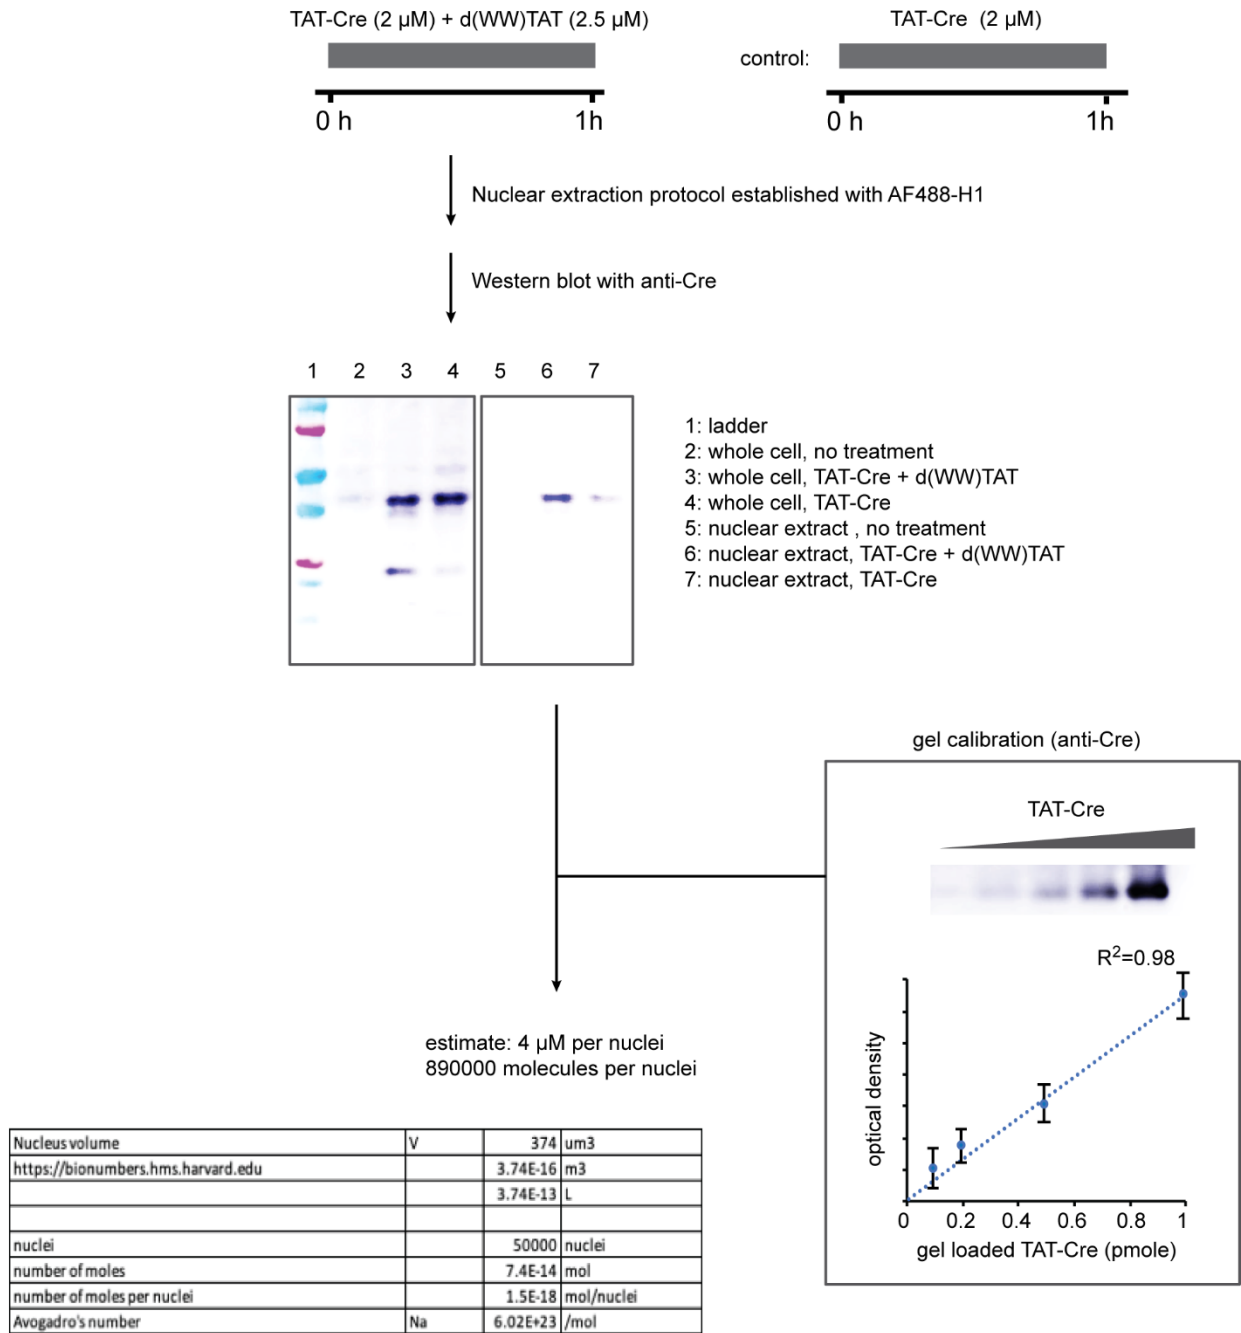 TAT-Cre (2 µM) + d(WW)TAT (2.5 µM)
TAT-Cre (2 µM)
control:
0 h 1h
0 h 1h
Nuclear extraction protocol established with AF488-H1
Western blot with anti-Cre
1 2 3 4 5 6 7
1: ladder
2: whole cell, no treatment
3: whole cell, TAT-Cre + d(WW)TAT
4: whole cell, TAT-Cre
5: nuclear extract , no treatment
6: nuclear extract, TAT-Cre + d(WW)TAT
7: nuclear extract, TAT-Cre
gel calibration (anti-Cre)
TAT-Cre
R²=0.98
optical density
0 0.2 0.4 0.6 0.8 1
gel loaded TAT-Cre (pmole)
estimate: 4 µM per nuclei
890000 molecules per nuclei
Nucleus volume V 374 um3
https://bionumbers.hms.harvard.edu 3.74E-16 m3
3.74E-13 L
nuclei 50000 nuclei
number of moles 7.4E-14 mol
number of moles per nuclei 1.5E-18 mol/nuclei
Avogadro's number Na 6.02E+23 /mol